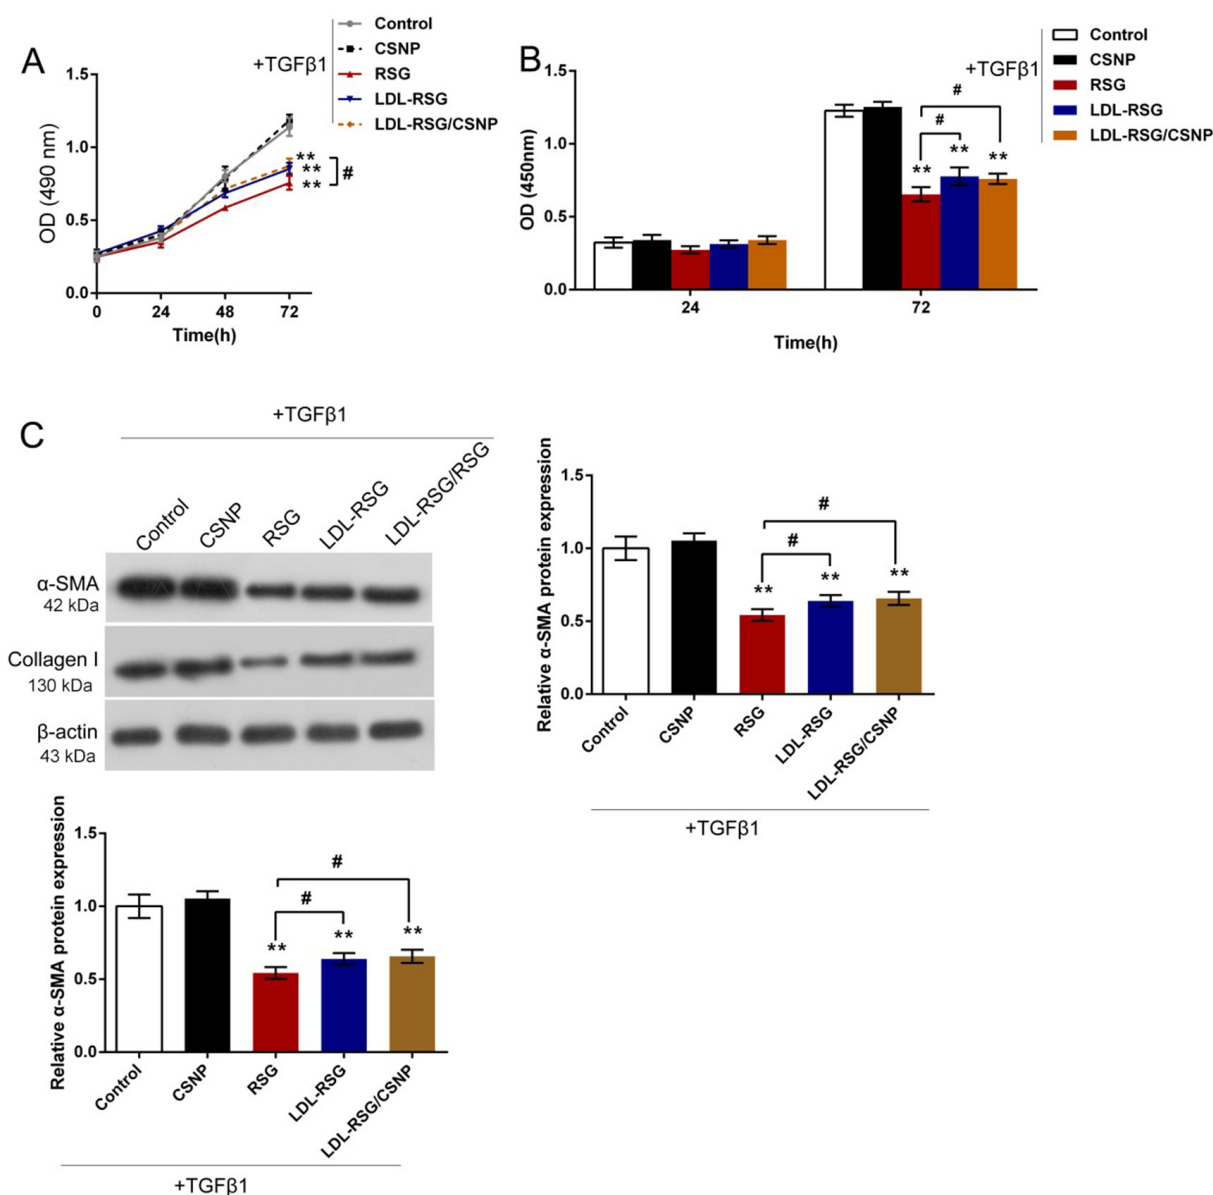 A
+TGFβ1
Control
CSNP
RSG
LDL-RSG
LDL-RSG/CSNP
OD (490 nm)
1.5
1.0
0.5
0.0
**
**
**
#
0 24 48 72
Time(h)
B
+TGFβ1
Control
CSNP
RSG
LDL-RSG
LDL-RSG/CSNP
OD (450nm)
1.5
1.0
0.5
0.0
#
#
** ** **
24 72
Time(h)
C
+TGFβ1
Control CSNP RSG LDL-RSG LDL-RSG/RSG
α-SMA
42 kDa
Collagen I
130 kDa
β-actin
43 kDa
Relative α-SMA protein expression
1.5
1.0
0.5
0.0
#
#
** ** **
Control CSNP RSG LDL-RSG LDL-RSG/CSNP
+TGFβ1
Relative α-SMA protein expression
1.5
1.0
0.5
0.0
#
#
** ** **
Control CSNP RSG LDL-RSG LDL-RSG/CSNP
+TGFβ1